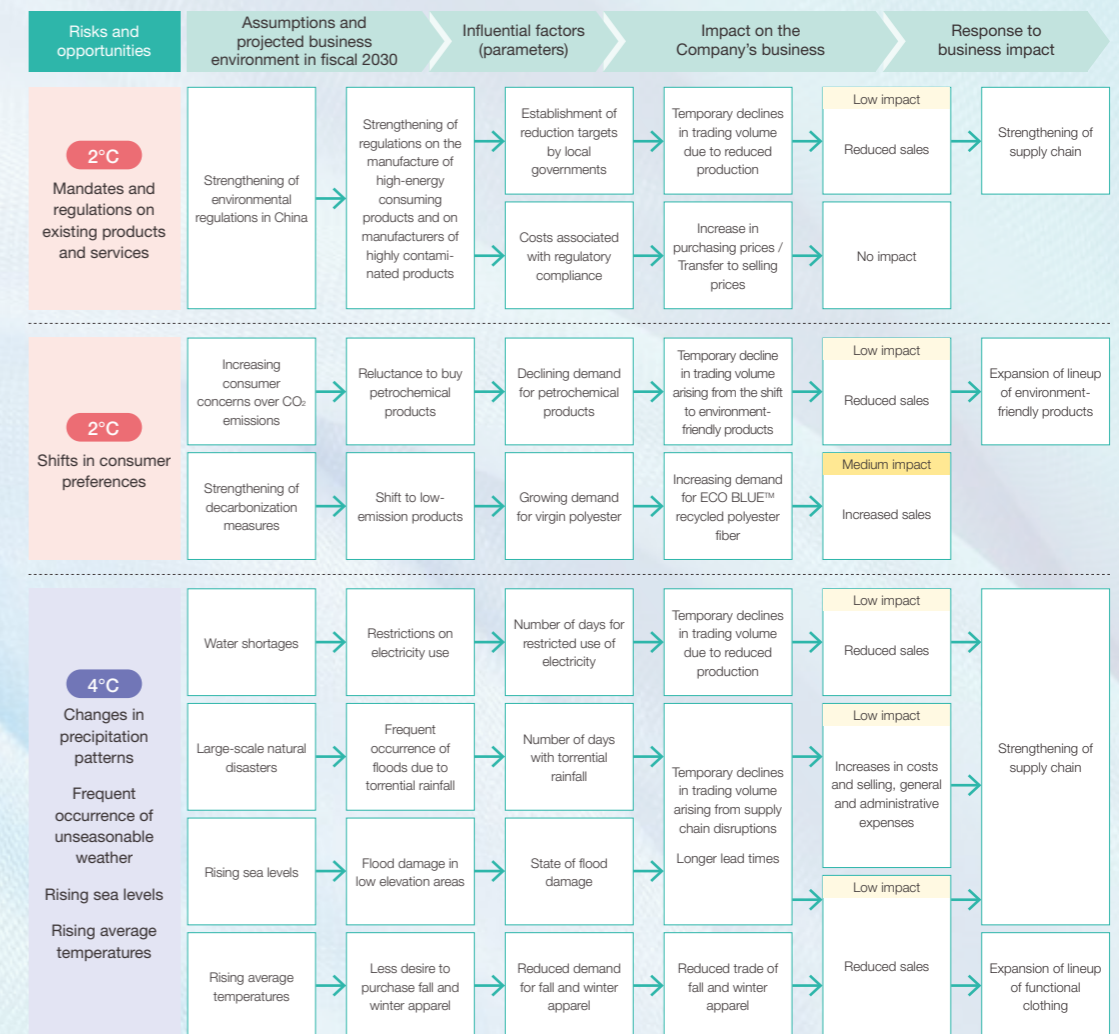 Risks and
opportunities
Assumptions and
projected business
environment in fiscal 2030
Influential factors
(parameters)
Impact on the
Company's business
Response to
business impact
2°C
Mandates and
regulations on
existing products
and services
Strengthening of
environmental
regulations in China
Strengthening of
regulations on the
manufacture of
high-energy
consuming
products and on
manufacturers of
highly contami-
nated products
Establishment of
reduction targets
by local
governments
Temporary declines
in trading volume
due to reduced
production
Low impact
Reduced sales
Strengthening of
supply chain
Costs associated
with regulatory
compliance
Increase in
purchasing prices /
Transfer to selling
prices
No impact
2°C
Shifts in consumer
preferences
Increasing
consumer
concerns over CO₂
emissions
Reluctance to buy
petrochemical
products
Declining demand
for petrochemical
products
Temporary decline
in trading volume
arising from the shift
to environment-
friendly products
Low impact
Reduced sales
Expansion of lineup
of environment-
friendly products
Strengthening of
decarbonization
measures
Shift to low-
emission products
Growing demand
for virgin polyester
Increasing demand
for ECO BLUE™
recycled polyester
fiber
Medium impact
Increased sales
4°C
Changes in
precipitation
patterns
Frequent
occurrence of
unseasonable
weather
Rising sea levels
Rising average
temperatures
Water shortages
Restrictions on
electricity use
Number of days for
restricted use of
electricity
Temporary declines
in trading volume
due to reduced
production
Low impact
Reduced sales
Strengthening of
supply chain
Large-scale natural
disasters
Frequent
occurrence of
floods due to
torrential rainfall
Number of days
with torrential
rainfall
Temporary declines
in trading volume
arising from supply
chain disruptions
Longer lead times
Low impact
Increases in costs
and selling, general
and administrative
expenses
Rising sea levels
Flood damage in
low elevation areas
State of flood
damage
Low impact
Reduced sales
Rising average
temperatures
Less desire to
purchase fall and
winter apparel
Reduced demand
for fall and winter
apparel
Reduced trade of
fall and winter
apparel
Expansion of lineup
of functional
clothing